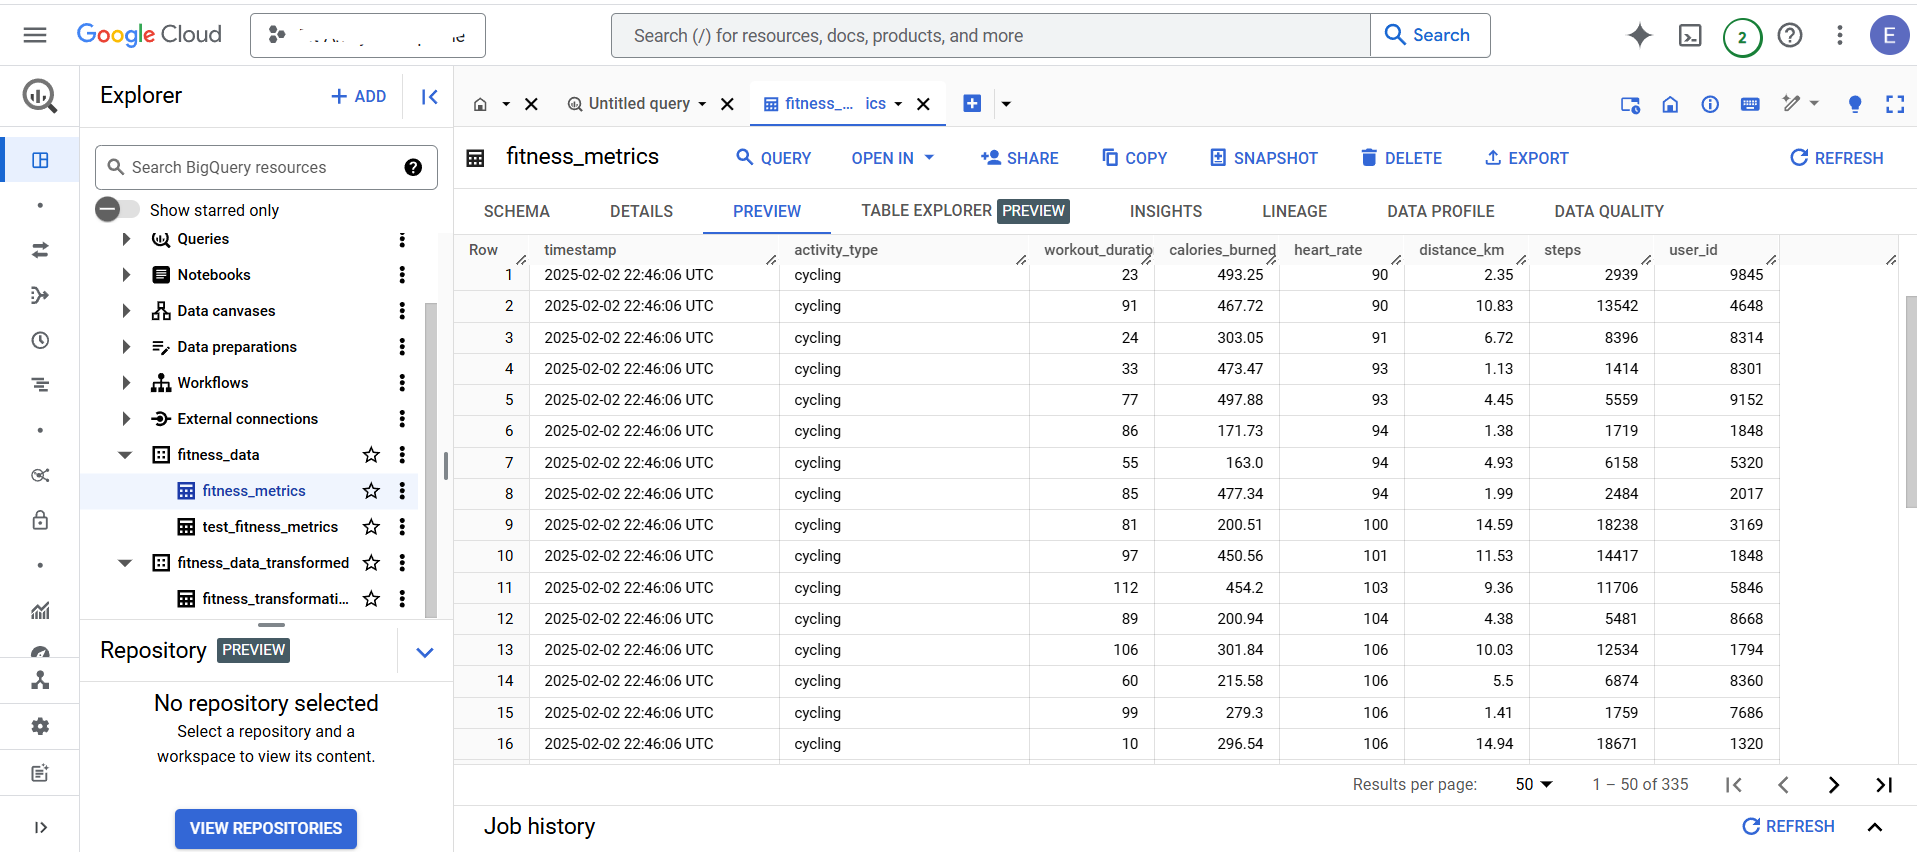 Google Cloud
Search (/) for resources, docs, products, and more
Search
2
E
Explorer
+ ADD
Untitled query
fitness_... ics
Search BigQuery resources
Show starred only
Queries
Notebooks
Data canvases
Data preparations
Workflows
External connections
fitness_data
fitness_metrics
test_fitness_metrics
fitness_data_transformed
fitness_transformati...
Repository PREVIEW
No repository selected
Select a repository and a
workspace to view its content.
VIEW REPOSITORIES
fitness_metrics
QUERY OPEN IN SHARE COPY SNAPSHOT DELETE EXPORT REFRESH
SCHEMA DETAILS PREVIEW TABLE EXPLORER PREVIEW INSIGHTS LINEAGE DATA PROFILE DATA QUALITY
Row timestamp activity_type workout_duratio calories_burned heart_rate distance_km steps user_id
1 2025-02-02 22:46:06 UTC cycling 23 493.25 90 2.35 2939 9845
2 2025-02-02 22:46:06 UTC cycling 91 467.72 90 10.83 13542 4648
3 2025-02-02 22:46:06 UTC cycling 24 303.05 91 6.72 8396 8314
4 2025-02-02 22:46:06 UTC cycling 33 473.47 93 1.13 1414 8301
5 2025-02-02 22:46:06 UTC cycling 77 497.88 93 4.45 5559 9152
6 2025-02-02 22:46:06 UTC cycling 86 171.73 94 1.38 1719 1848
7 2025-02-02 22:46:06 UTC cycling 55 163.0 94 4.93 6158 5320
8 2025-02-02 22:46:06 UTC cycling 85 477.34 94 1.99 2484 2017
9 2025-02-02 22:46:06 UTC cycling 81 200.51 100 14.59 18238 3169
10 2025-02-02 22:46:06 UTC cycling 97 450.56 101 11.53 14417 1848
11 2025-02-02 22:46:06 UTC cycling 112 454.2 103 9.36 11706 5846
12 2025-02-02 22:46:06 UTC cycling 89 200.94 104 4.38 5481 8668
13 2025-02-02 22:46:06 UTC cycling 106 301.84 106 10.03 12534 1794
14 2025-02-02 22:46:06 UTC cycling 60 215.58 106 5.5 6874 8360
15 2025-02-02 22:46:06 UTC cycling 99 279.3 106 1.41 1759 7686
16 2025-02-02 22:46:06 UTC cycling 10 296.54 106 14.94 18671 1320
Results per page: 50 1 – 50 of 335
Job history
REFRESH